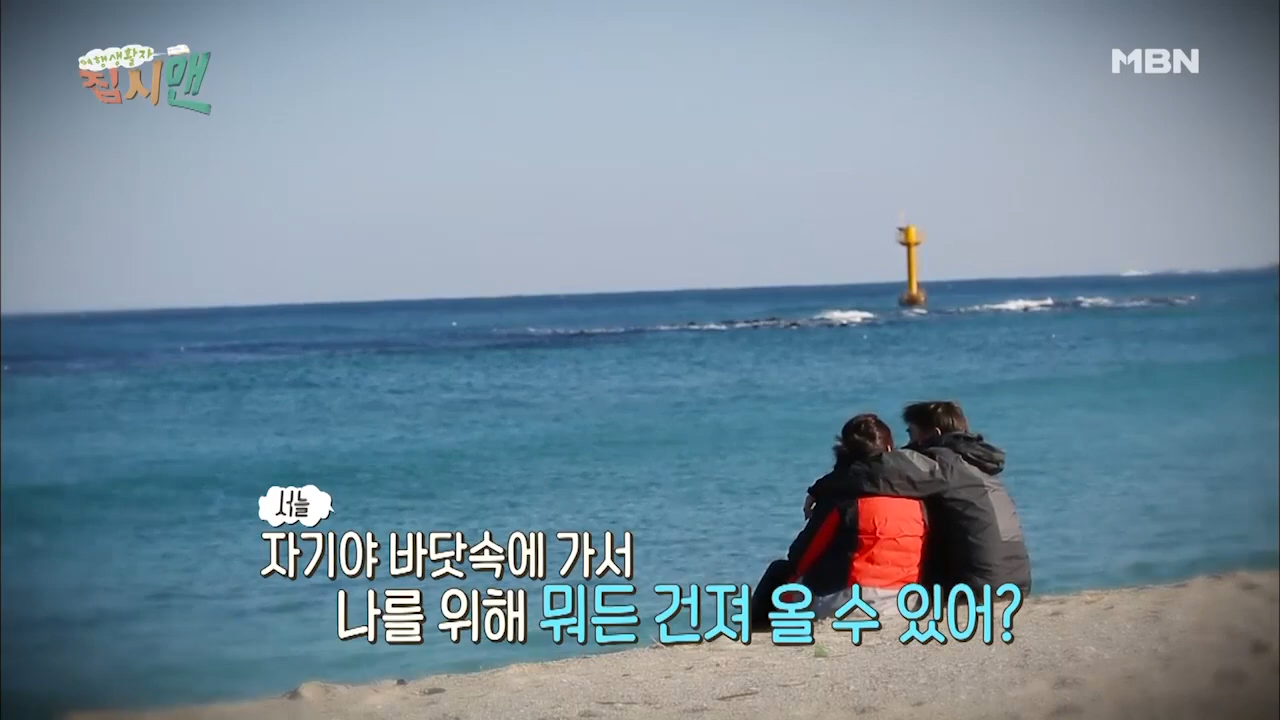 여행생활자
집시맨
MBN
서늘
자기야 바닷속에 가서
나를 위해 뭐든 건져 올 수 있어?